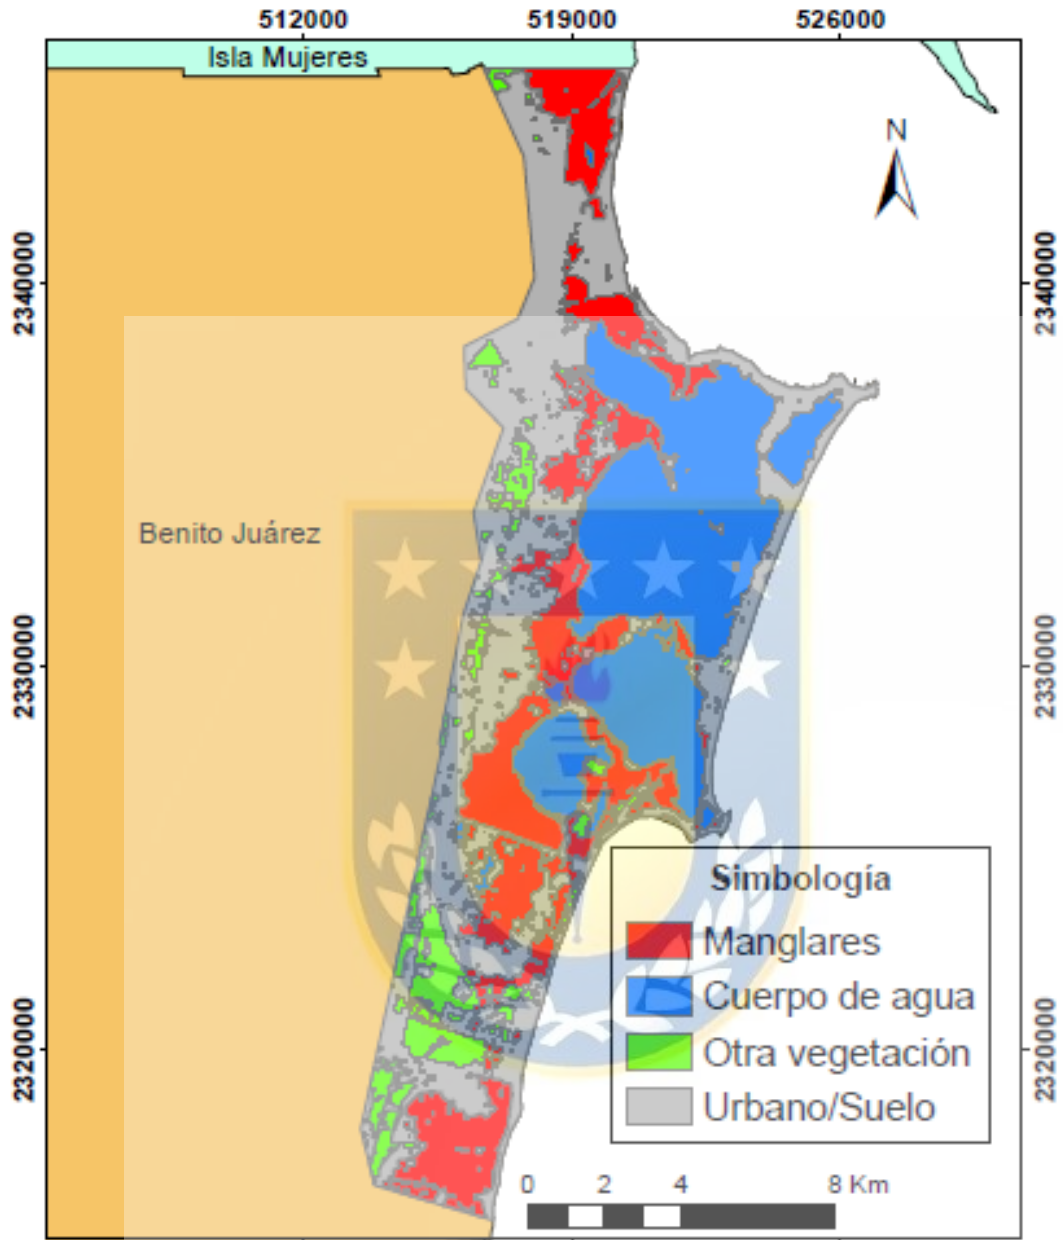 512000 519000 526000
Isla Mujeres
N
2340000 2340000
Benito Juárez
2330000 2330000
Simbología
Manglares
Cuerpo de agua
Otra vegetación
Urbano/Suelo
2320000 2320000
0 2 4 8 Km